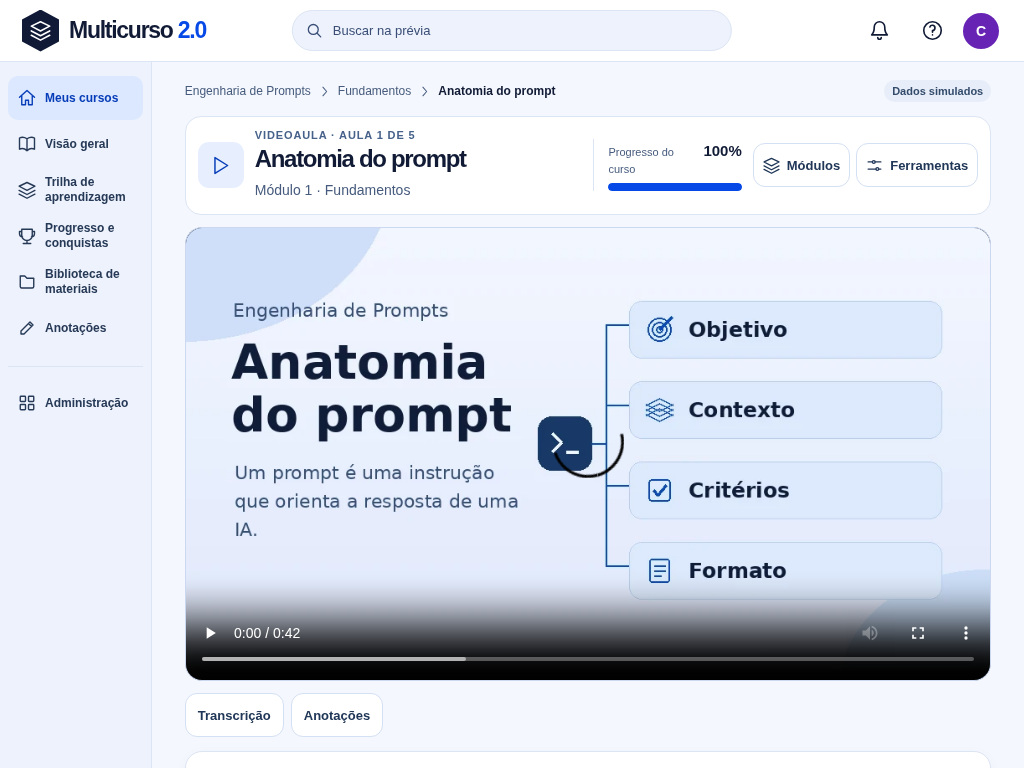 Multicurso 2.0
Buscar na prévia
C
Meus cursos
Visão geral
Trilha de
aprendizagem
Progresso e
conquistas
Biblioteca de
materiais
Anotações
Administração
Engenharia de Prompts
Fundamentos
Anatomia do prompt
Dados simulados
VIDEOAULA · AULA 1 DE 5
Anatomia do prompt
Módulo 1 · Fundamentos
Progresso do
curso
100%
Módulos
Ferramentas
Engenharia de Prompts
Anatomia
do prompt
Um prompt é uma instrução
que orienta a resposta de uma
IA.
Objetivo
Contexto
Critérios
Formato
0:00 / 0:42
Transcrição
Anotações